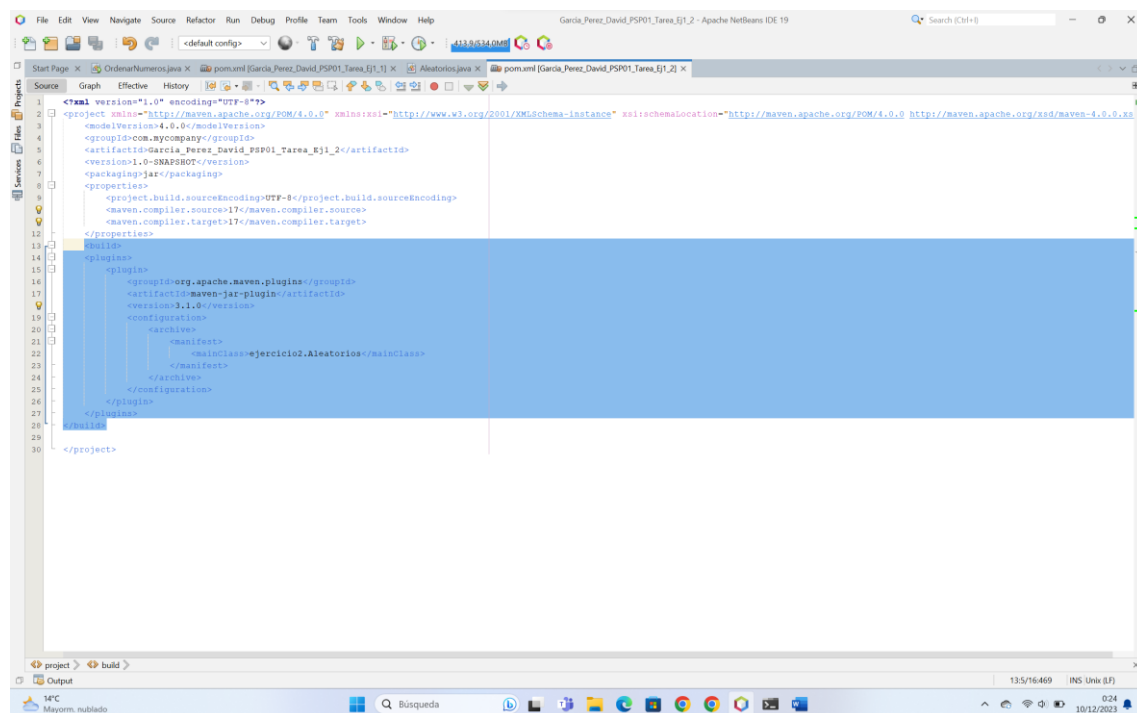 File Edit View Navigate Source Refactor Run Debug Profile Team Tools Window Help Garcia_Perez_David_PSP01_Tarea_Ej1_2 - Apache NetBeans IDE 19 Search (Ctrl+I)
<default config> 413,9/534,0MB
Start Page OrdenarNumeros.java pom.xml [Garcia_Perez_David_PSP01_Tarea_Ej1_1] Aleatorios.java pom.xml [Garcia_Perez_David_PSP01_Tarea_Ej1_2]
Projects
Files
Services
Source Graph Effective History
1 <?xml version="1.0" encoding="UTF-8"?>
2 <project xmlns="http://maven.apache.org/POM/4.0.0" xmlns:xsi="http://www.w3.org/2001/XMLSchema-instance" xsi:schemaLocation="http://maven.apache.org/POM/4.0.0 http://maven.apache.org/xsd/maven-4.0.0.xs
3 <modelVersion>4.0.0</modelVersion>
4 <groupId>com.mycompany</groupId>
5 <artifactId>Garcia_Perez_David_PSP01_Tarea_Ej1_2</artifactId>
6 <version>1.0-SNAPSHOT</version>
7 <packaging>jar</packaging>
8 <properties>
9 <project.build.sourceEncoding>UTF-8</project.build.sourceEncoding>
<maven.compiler.source>17</maven.compiler.source>
<maven.compiler.target>17</maven.compiler.target>
12 </properties>
13 <build>
14 <plugins>
15 <plugin>
16 <groupId>org.apache.maven.plugins</groupId>
17 <artifactId>maven-jar-plugin</artifactId>
<version>3.1.0</version>
19 <configuration>
20 <archive>
21 <manifest>
22 <mainClass>ejercicio2.Aleatorios</mainClass>
23 </manifest>
24 </archive>
25 </configuration>
26 </plugin>
27 </plugins>
28 </build>
29
30 </project>
project build
Output 13:5/16:469 INS Unix (LF)
14°C
Mayorm. nublado
Búsqueda
0:24
10/12/2023